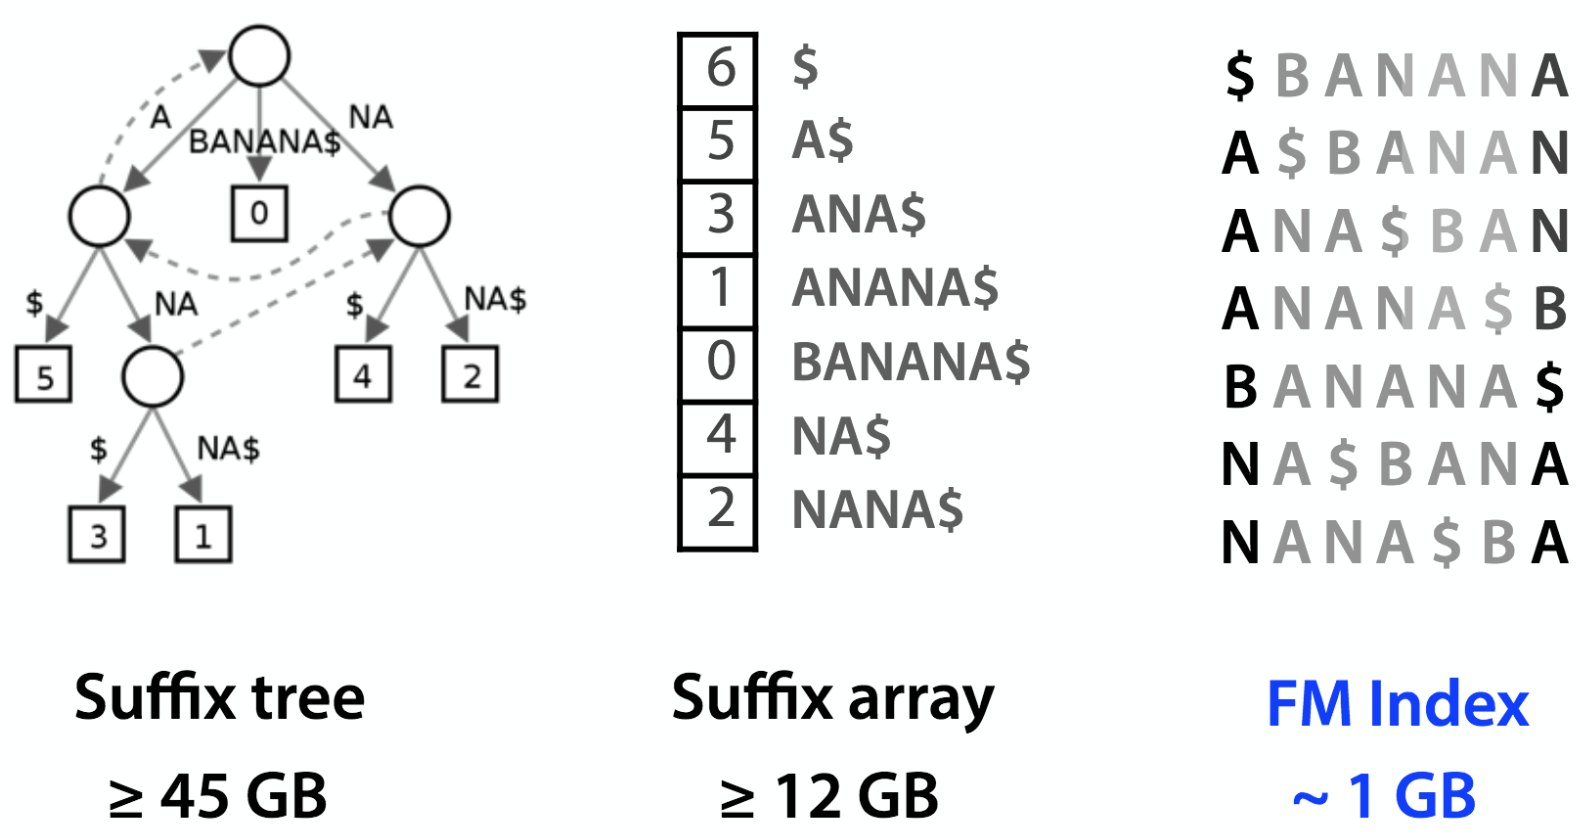 A
BANANA$
NA
0
$
NA
$
NA$
5
4
2
$
NA$
3
1
Suffix tree
≥ 45 GB
6 $
5 A$
3 ANA$
1 ANANA$
0 BANANA$
4 NA$
2 NANA$
Suffix array
≥ 12 GB
$ B A N A N A
A $ B A N A N
A N A $ B A N
A N A N A $ B
B A N A N A $
N A $ B A N A
N A N A $ B A
FM Index
~ 1 GB